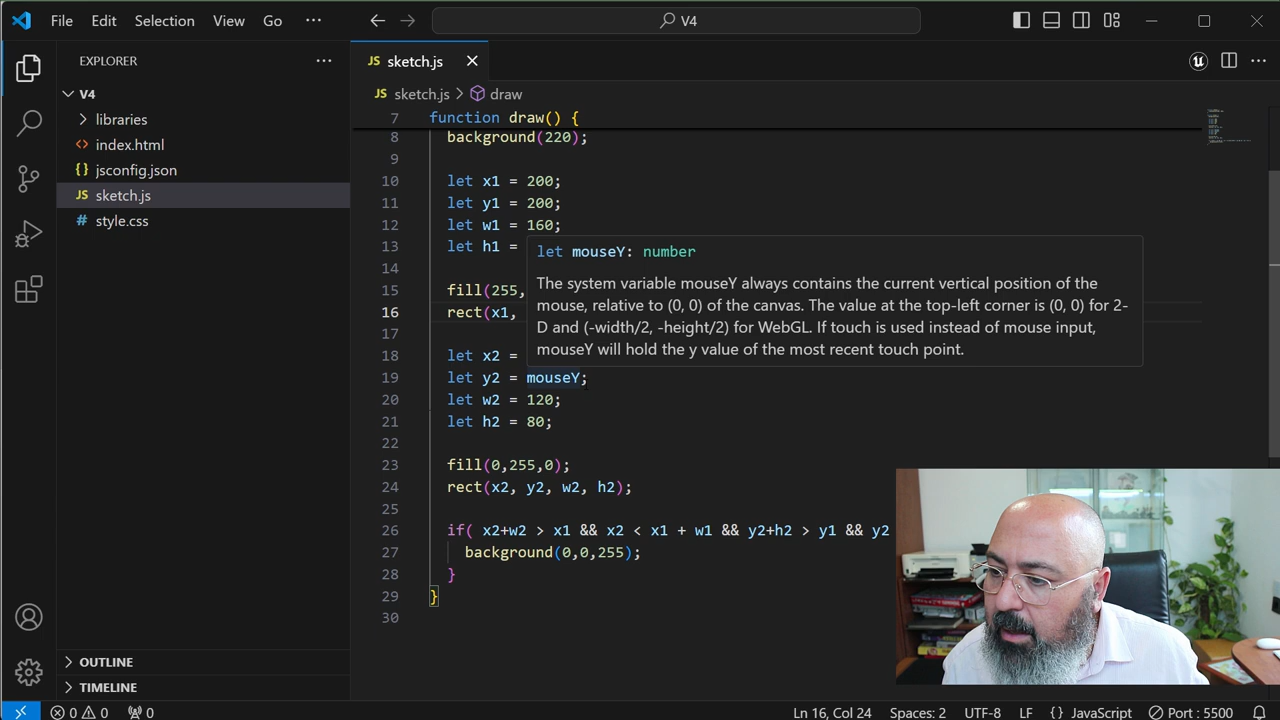 File Edit Selection View Go ··· V4
EXPLORER ···
V4
libraries
<> index.html
{} jsconfig.json
JS sketch.js
# style.css
OUTLINE
TIMELINE
JS sketch.js
JS sketch.js > draw
7 function draw() {
8 background(220);
9
10 let x1 = 200;
11 let y1 = 200;
12 let w1 = 160;
13 let h1 =
14
15 fill(255,
16 rect(x1,
17
18 let x2 =
19 let y2 = mouseY;
20 let w2 = 120;
21 let h2 = 80;
22
23 fill(0,255,0);
24 rect(x2, y2, w2, h2);
25
26 if( x2+w2 > x1 && x2 < x1 + w1 && y2+h2 > y1 && y2
27 background(0,0,255);
28 }
29 }
30
let mouseY: number
The system variable mouseY always contains the current vertical position of the
mouse, relative to (0, 0) of the canvas. The value at the top-left corner is (0, 0) for 2-
D and (-width/2, -height/2) for WebGL. If touch is used instead of mouse input,
mouseY will hold the y value of the most recent touch point.
0 0 0 Ln 16, Col 24 Spaces: 2 UTF-8 LF {} JavaScript Port : 5500